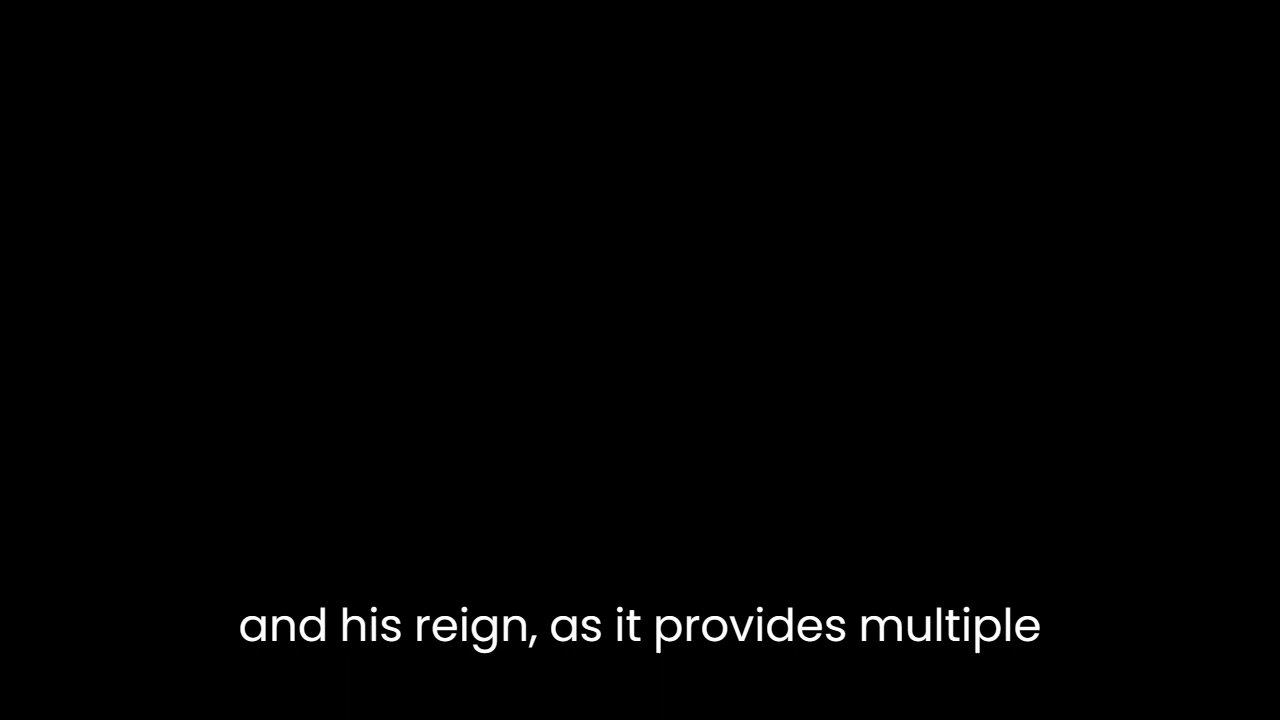 and his reign, as it provides multiple